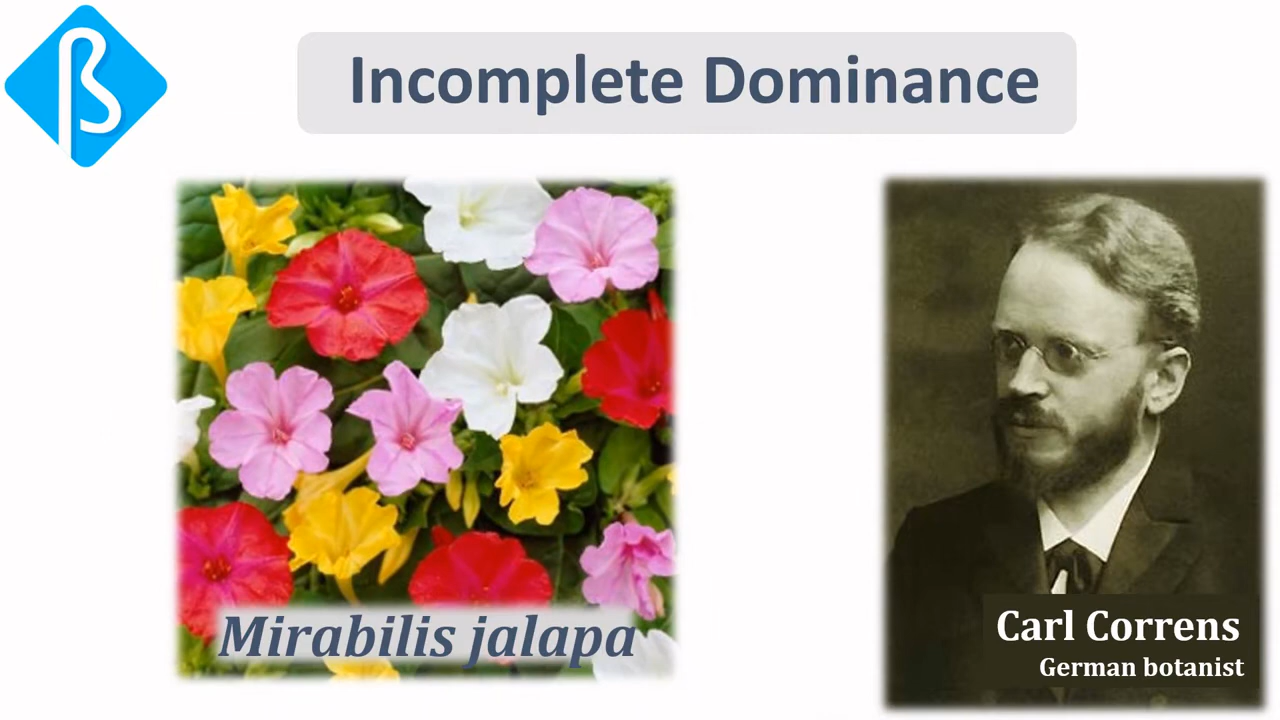 Incomplete Dominance
Mirabilis jalapa
Carl Correns
German botanist